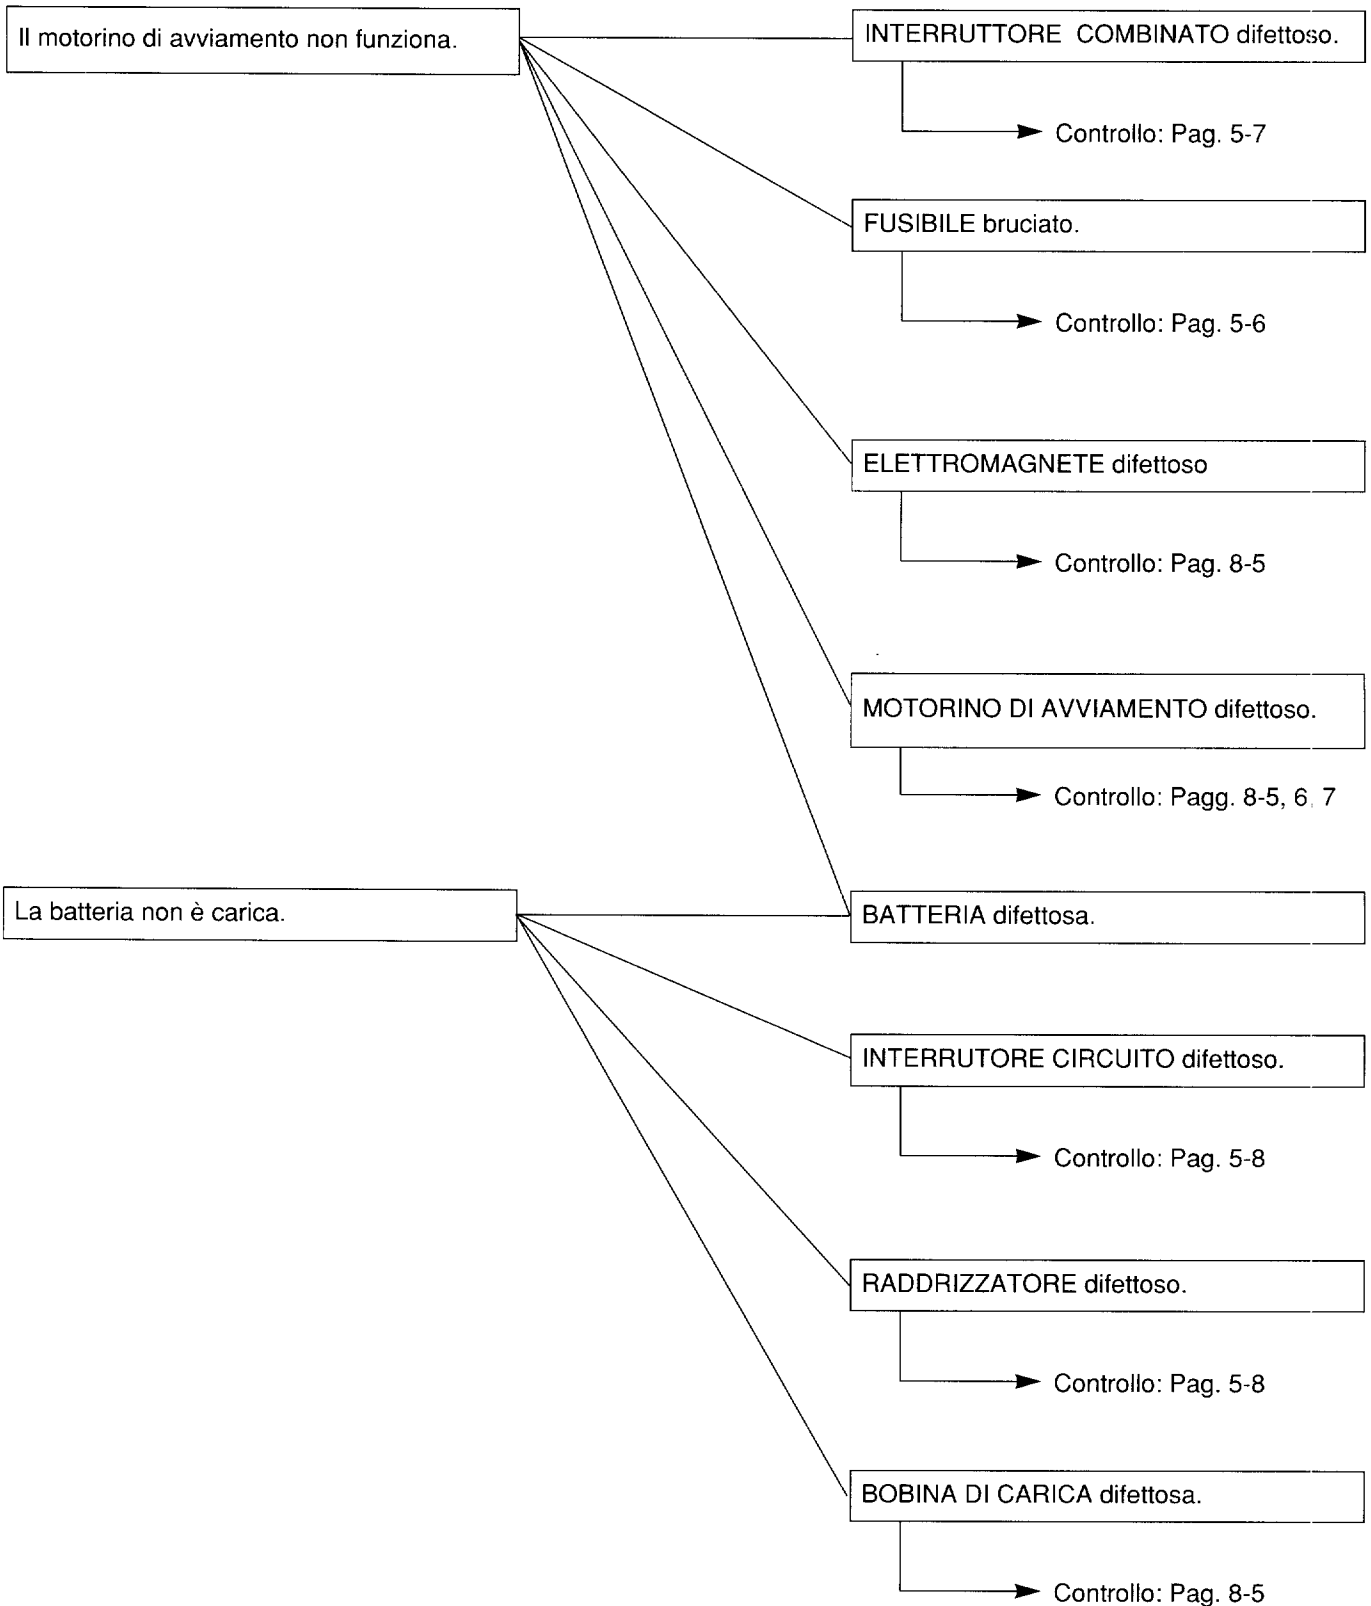 Il motorino di avviamento non funziona.
INTERRUTTORE COMBINATO difettoso.
Controllo: Pag. 5-7
FUSIBILE bruciato.
Controllo: Pag. 5-6
ELETTROMAGNETE difettoso
Controllo: Pag. 8-5
MOTORINO DI AVVIAMENTO difettoso.
Controllo: Pagg. 8-5, 6, 7
La batteria non è carica.
BATTERIA difettosa.
INTERRUTORE CIRCUITO difettoso.
Controllo: Pag. 5-8
RADDRIZZATORE difettoso.
Controllo: Pag. 5-8
BOBINA DI CARICA difettosa.
Controllo: Pag. 8-5